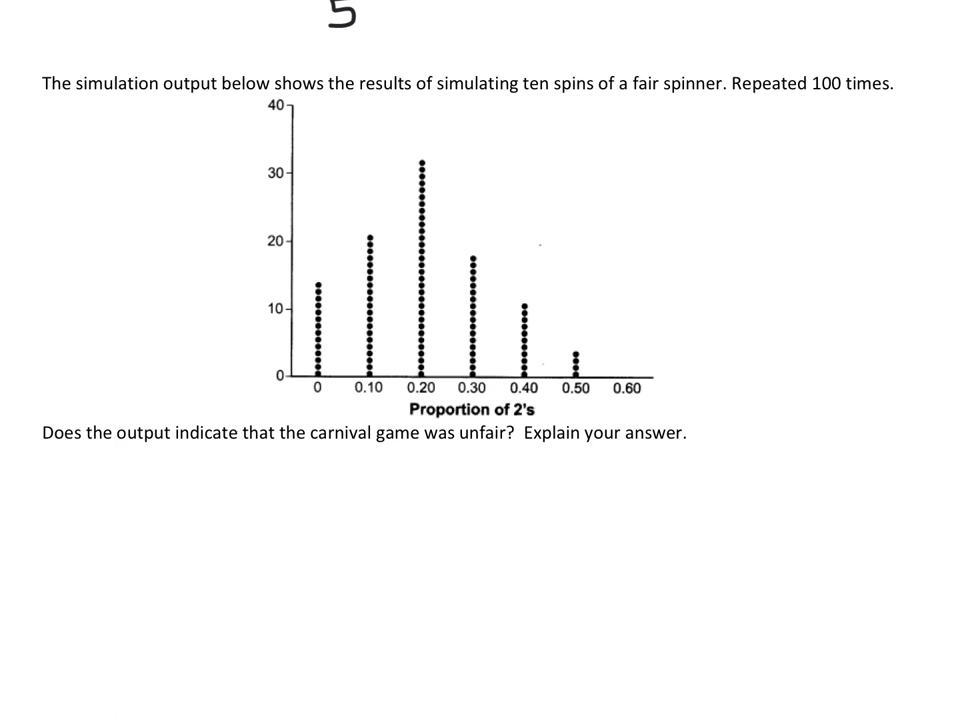 5
The simulation output below shows the results of simulating ten spins of a fair spinner. Repeated 100 times.
40
30
20
10
0
0 0.10 0.20 0.30 0.40 0.50 0.60
Proportion of 2's
Does the output indicate that the carnival game was unfair? Explain your answer.